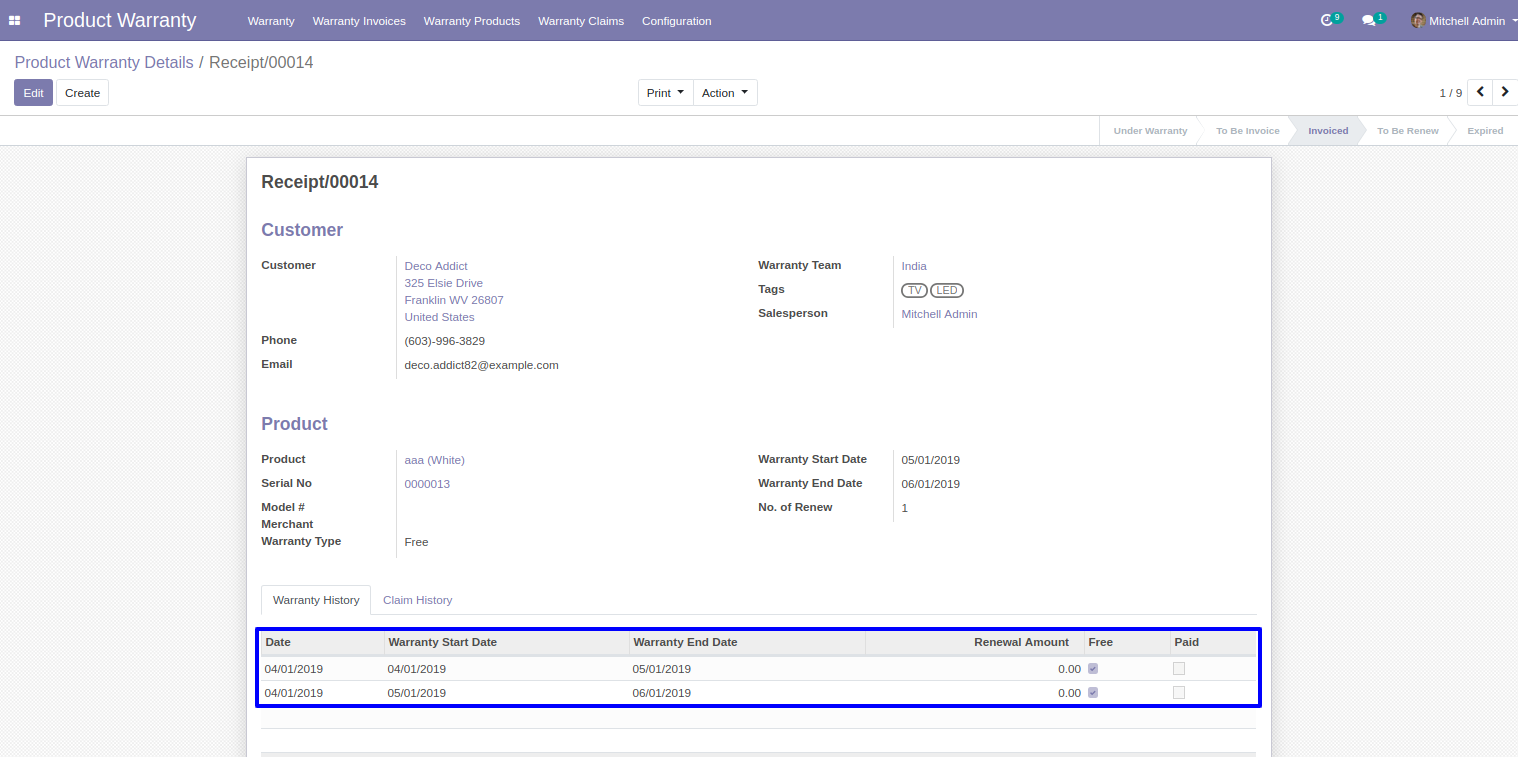 Product Warranty Warranty Warranty Invoices Warranty Products Warranty Claims Configuration 9 1 Mitchell Admin
Product Warranty Details / Receipt/00014
Edit Create Print Action 1 / 9
Under Warranty To Be Invoice Invoiced To Be Renew Expired
Receipt/00014
Customer
Customer Deco Addict Warranty Team India
325 Elsie Drive Tags TV LED
Franklin WV 26807 Salesperson Mitchell Admin
United States
Phone (603)-996-3829
Email deco.addict82@example.com
Product
Product aaa (White) Warranty Start Date 05/01/2019
Serial No 0000013 Warranty End Date 06/01/2019
Model # No. of Renew 1
Merchant
Warranty Type Free
Warranty History Claim History
Date Warranty Start Date Warranty End Date Renewal Amount Free Paid
04/01/2019 04/01/2019 05/01/2019 0.00
04/01/2019 05/01/2019 06/01/2019 0.00